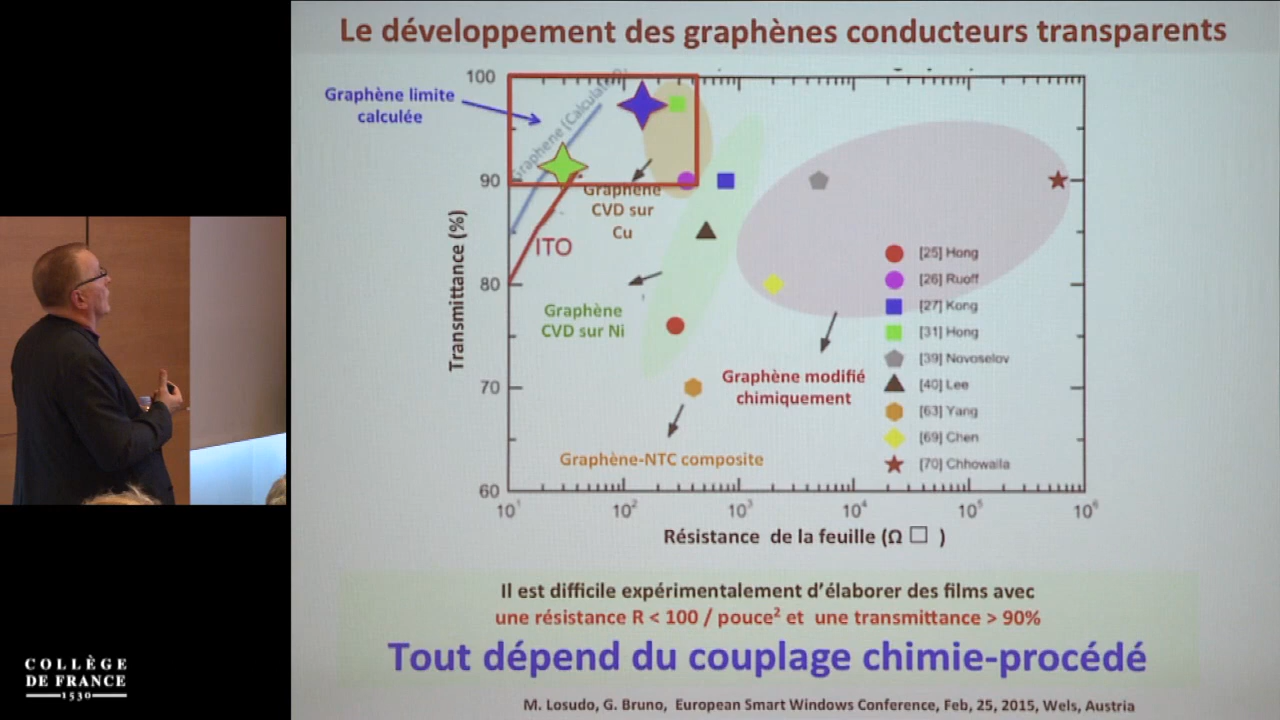 Le développement des graphènes conducteurs transparents
Graphène limite
calculée
Graphene (Calculated)
100
90
80
70
60
Transmittance (%)
ITO
Graphène
CVD sur
Cu
Graphène
CVD sur Ni
Graphène modifié
chimiquement
Graphène-NTC composite
[25] Hong
[26] Ruoff
[27] Kong
[31] Hong
[39] Novoselov
[40] Lee
[63] Yang
[69] Chen
[70] Chhowalla
10¹ 10² 10³ 10⁴ 10⁵ 10⁶
Résistance de la feuille (Ω □ )
Il est difficile expérimentalement d’élaborer des films avec
une résistance R < 100 / pouce² et une transmittance > 90%
Tout dépend du couplage chimie-procédé
M. Losudo, G. Bruno, European Smart Windows Conference, Feb, 25, 2015, Wels, Austria
COLLÈGE
DE FRANCE
1530